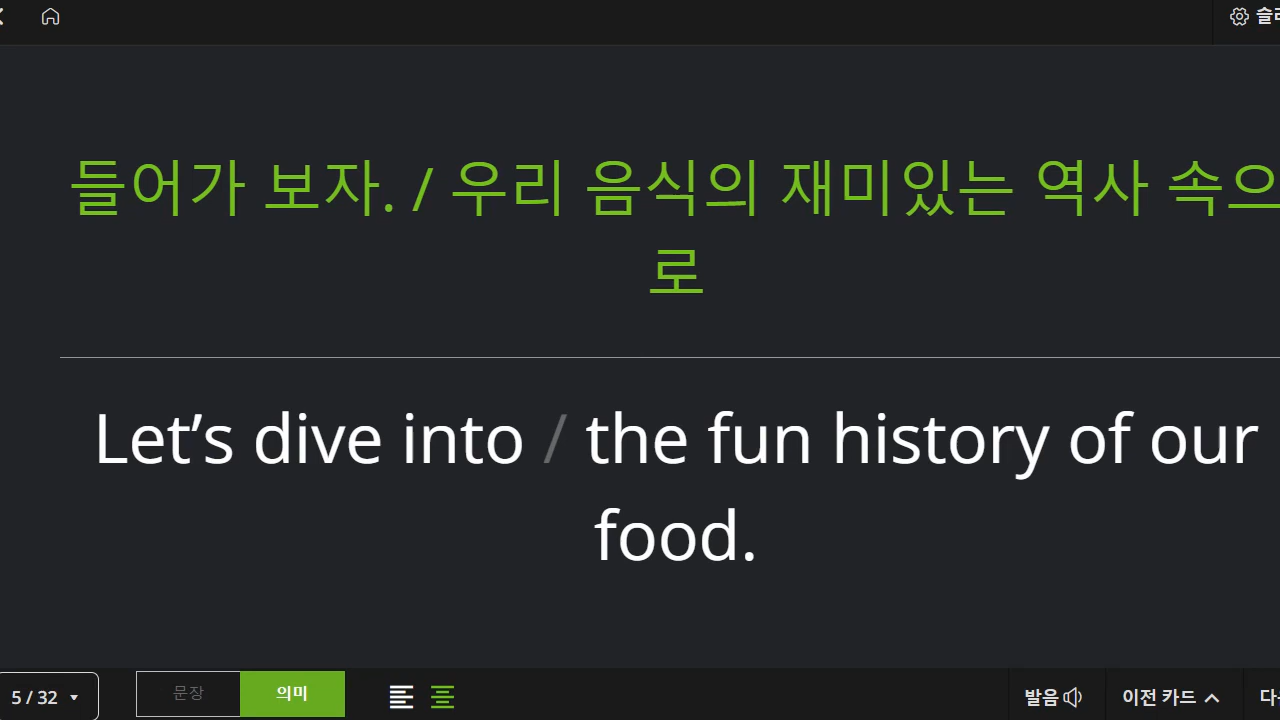 들어가 보자. / 우리 음식의 재미있는 역사 속으
로
Let’s dive into / the fun history of our
food.
5 / 32
문장
의미
발음
이전 카드